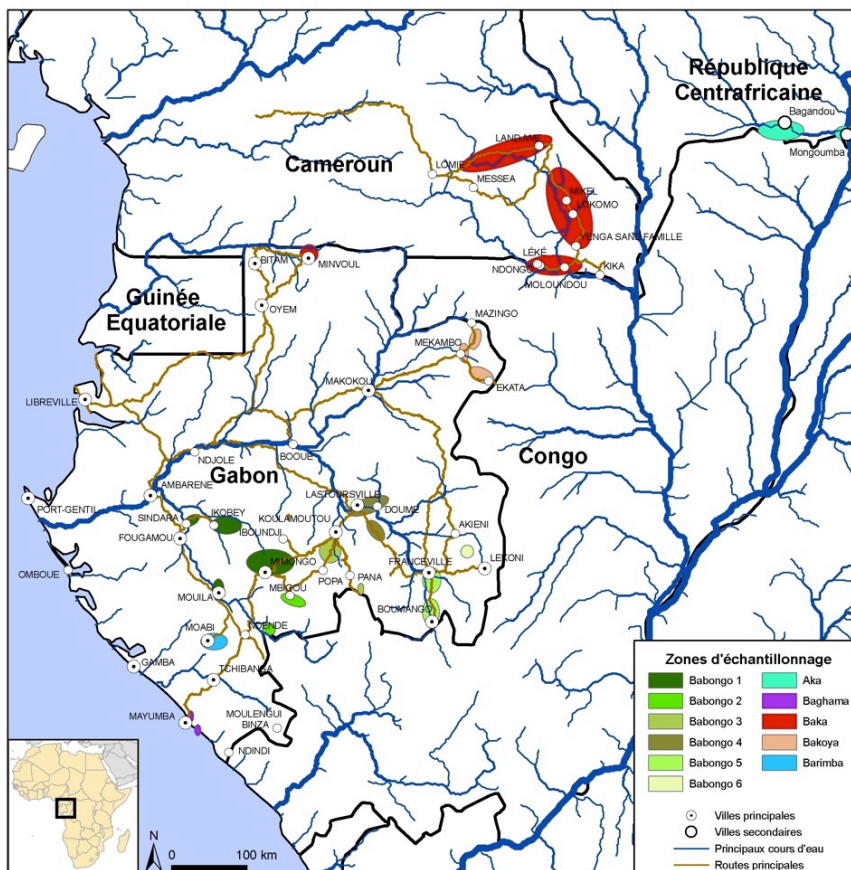 République
Centrafricaine
Bagandou
Mongoumba
LANDJWE
Cameroun
LOMIE
MESSEA
MIKEL
LOKOMO
YENGA SANS FAMILLE
LÉKÉ
NDONGO
MOLOUNDOU
KIKA
BITAM
MINVOUL
Guinée
Equatoriale
OYEM
MAZINGO
MEKAMBO
EKATA
MAKOKOU
LIBREVILLE
Congo
NDJOLE
BOOUE
Gabon
AMBARENE
LASTOURSVILLE
DOUME
PORT-GENTIL
SINDARA
IKOBEY
KOULAMOUTOU
IBOUNDJI
FOUGAMOU
AKIENI
LEKONI
OMBOUE
MIMONGO
POPA
PANA
FRANCEVILLE
MBIGOU
MOUILA
BOUMANGO
MOABI
NDENDE
GAMBA
TCHIBANGA
MAYUMBA
MOULENGUI
BINZA
NDINDI
Zones d'échantillonnage
Babongo 1
Aka
Babongo 2
Baghama
Babongo 3
Baka
Babongo 4
Bakoya
Babongo 5
Barimba
Babongo 6
Villes principales
Villes secondaires
Principaux cours d'eau
Routes principales
N
0 100 km